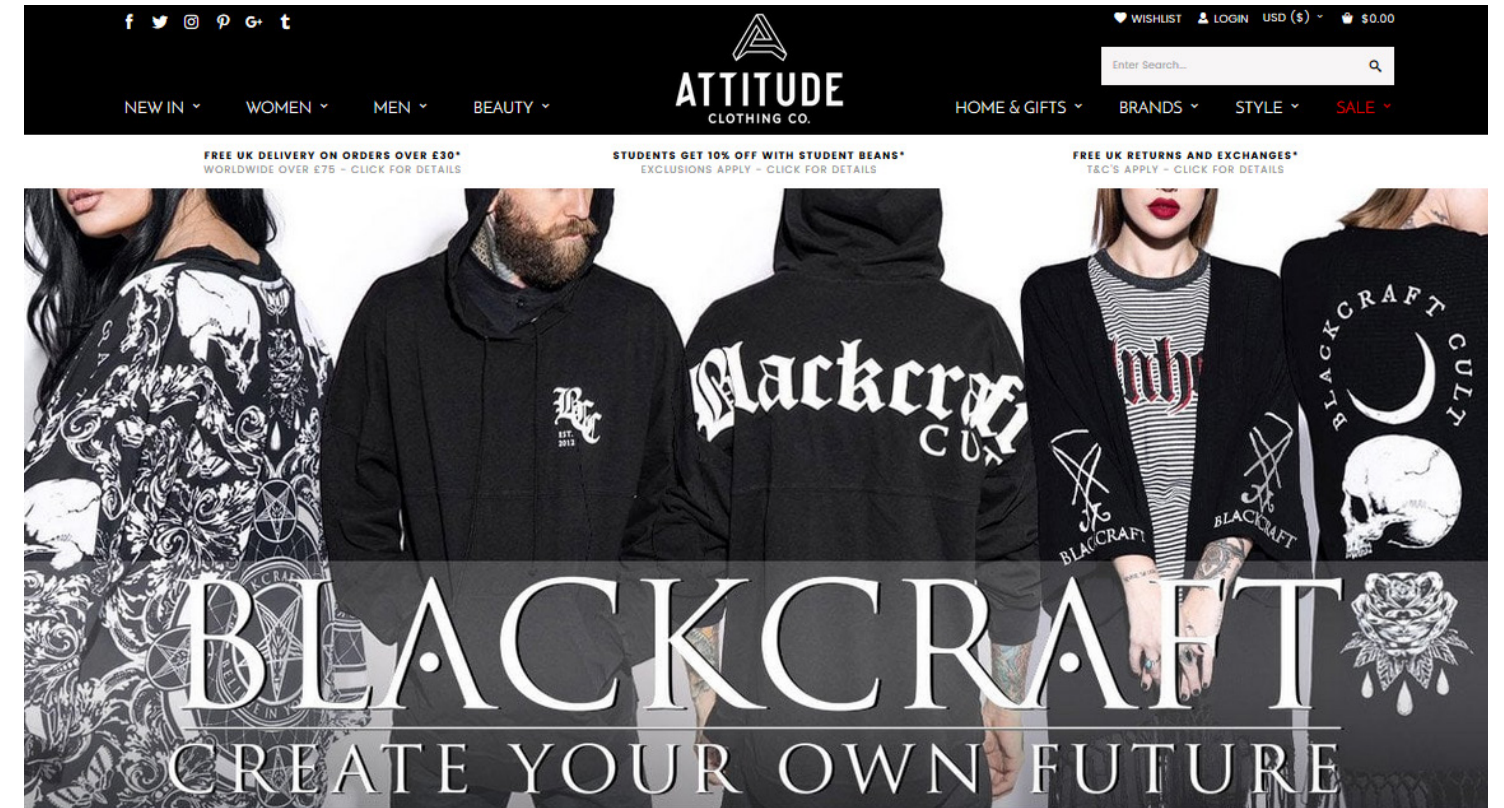 WISHLIST LOGIN USD ($) $0.00
Enter Search...
ATTITUDE
CLOTHING CO.
NEW IN WOMEN MEN BEAUTY HOME & GIFTS BRANDS STYLE SALE
FREE UK DELIVERY ON ORDERS OVER £30*
WORLDWIDE OVER £75 - CLICK FOR DETAILS
STUDENTS GET 10% OFF WITH STUDENT BEANS*
EXCLUSIONS APPLY - CLICK FOR DETAILS
FREE UK RETURNS AND EXCHANGES*
T&C'S APPLY - CLICK FOR DETAILS
BCC
EST.
2012
Blackcraft
BLACKCRAFT CULT
BLACKCRAFT
BLACKCRAFT
BLACKCRAFT
CREATE YOUR OWN FUTURE